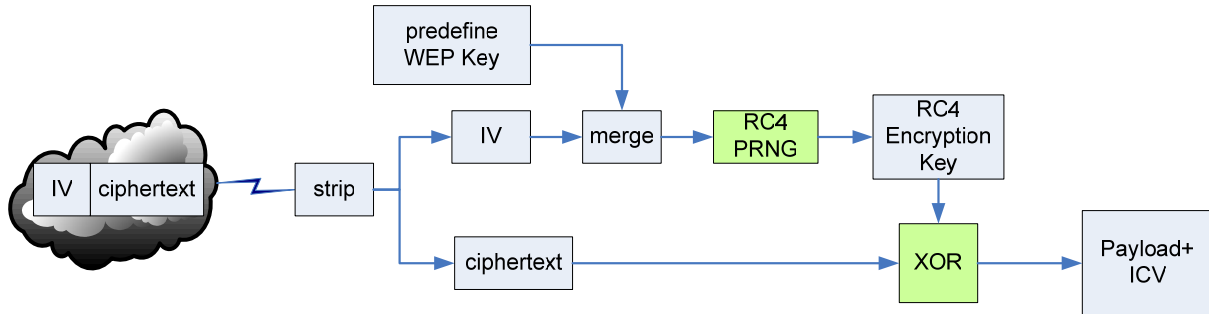 predefine
WEP Key
IV
merge
RC4
PRNG
RC4
Encryption
Key
IV
ciphertext
strip
ciphertext
XOR
Payload+
ICV